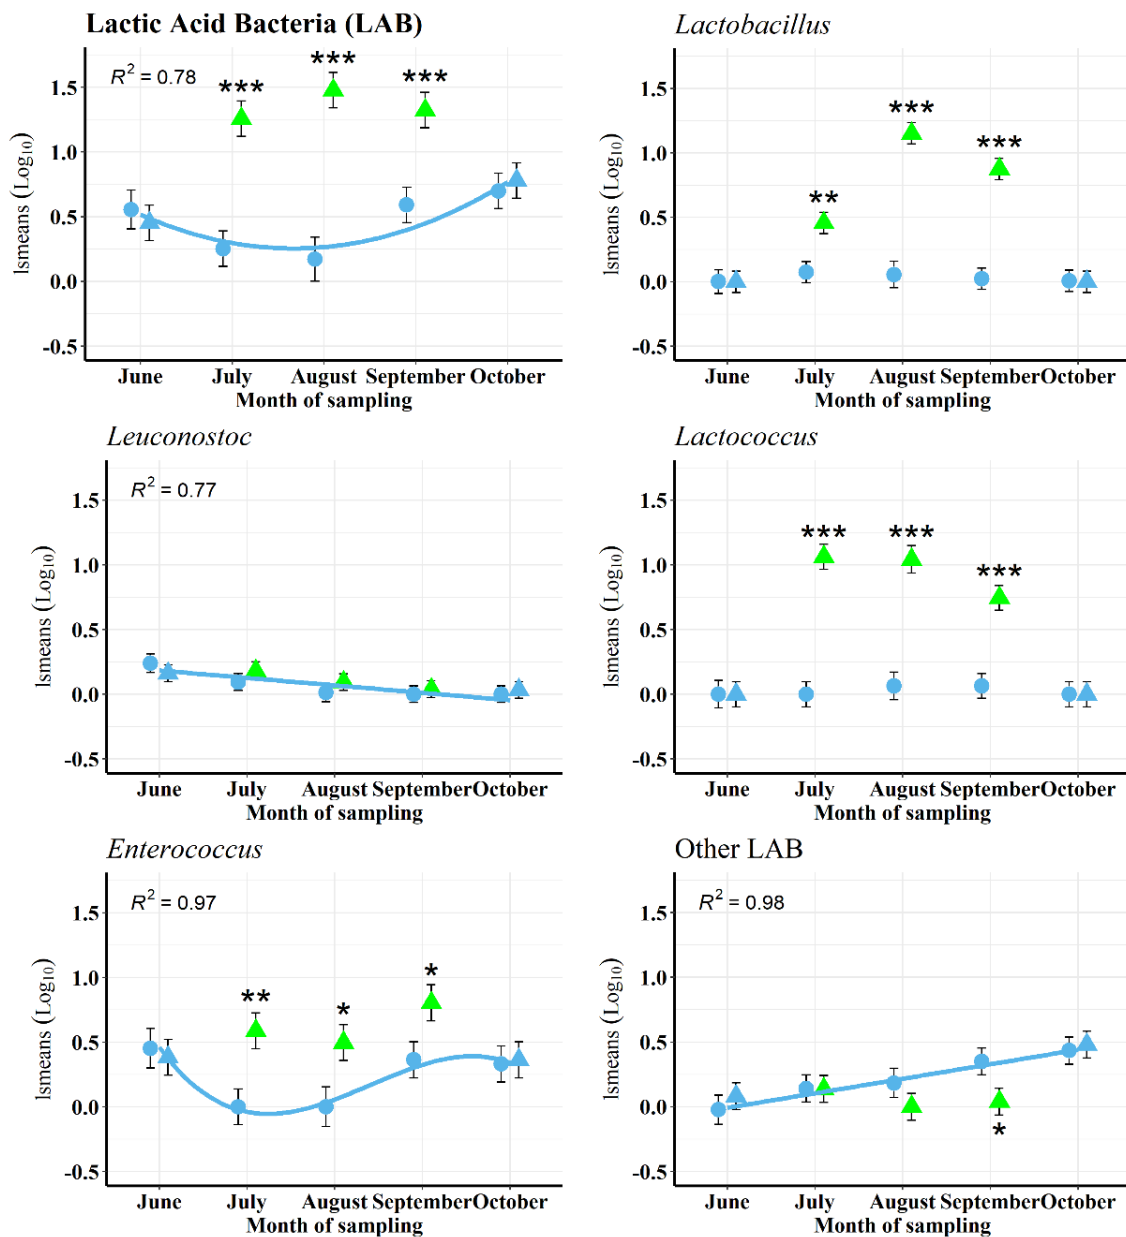 Lactic Acid Bacteria (LAB)
lsmeans (Log10)
1.5
1.0
0.5
0.0
-0.5
R² = 0.78
***
***
***
June July August September October
Month of sampling
Lactobacillus
lsmeans (Log10)
1.5
1.0
0.5
0.0
-0.5
**
***
***
June July August September October
Month of sampling
Leuconostoc
lsmeans (Log10)
1.5
1.0
0.5
0.0
-0.5
R² = 0.77
June July August September October
Month of sampling
Lactococcus
lsmeans (Log10)
1.5
1.0
0.5
0.0
-0.5
***
***
***
June July August September October
Month of sampling
Enterococcus
lsmeans (Log10)
1.5
1.0
0.5
0.0
-0.5
R² = 0.97
**
*
*
June July August September October
Month of sampling
Other LAB
lsmeans (Log10)
1.5
1.0
0.5
0.0
-0.5
R² = 0.98
*
June July August September October
Month of sampling